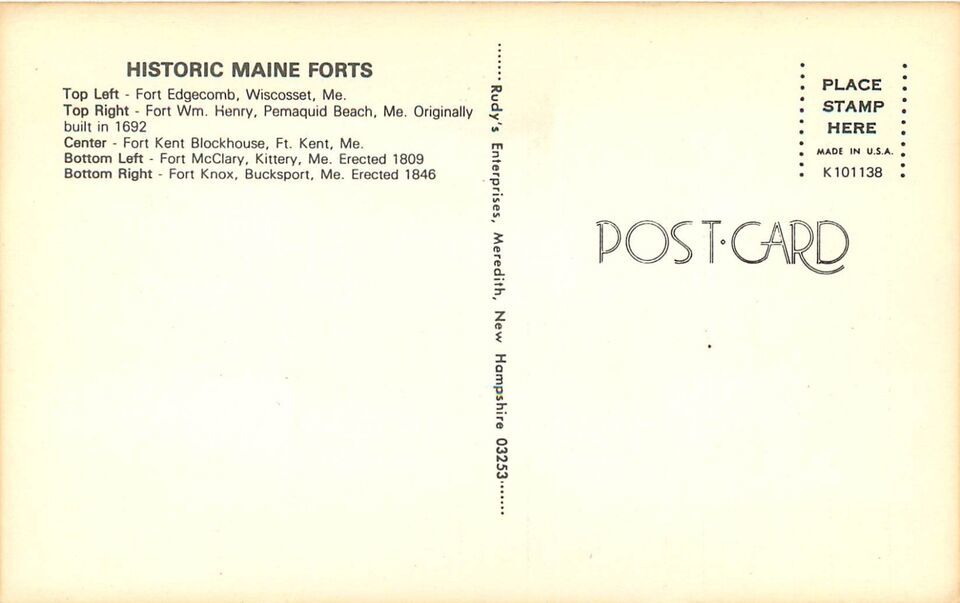 HISTORIC MAINE FORTS
Top Left - Fort Edgecomb, Wiscosset, Me.
Top Right - Fort Wm. Henry, Pemaquid Beach, Me. Originally
built in 1692
Center - Fort Kent Blockhouse, Ft. Kent, Me.
Bottom Left - Fort McClary, Kittery, Me. Erected 1809
Bottom Right - Fort Knox, Bucksport, Me. Erected 1846
Rudy's Enterprises, Meredith, New Hampshire 03253
PLACE
STAMP
HERE
MADE IN U.S.A.
K101138
POST·CARD